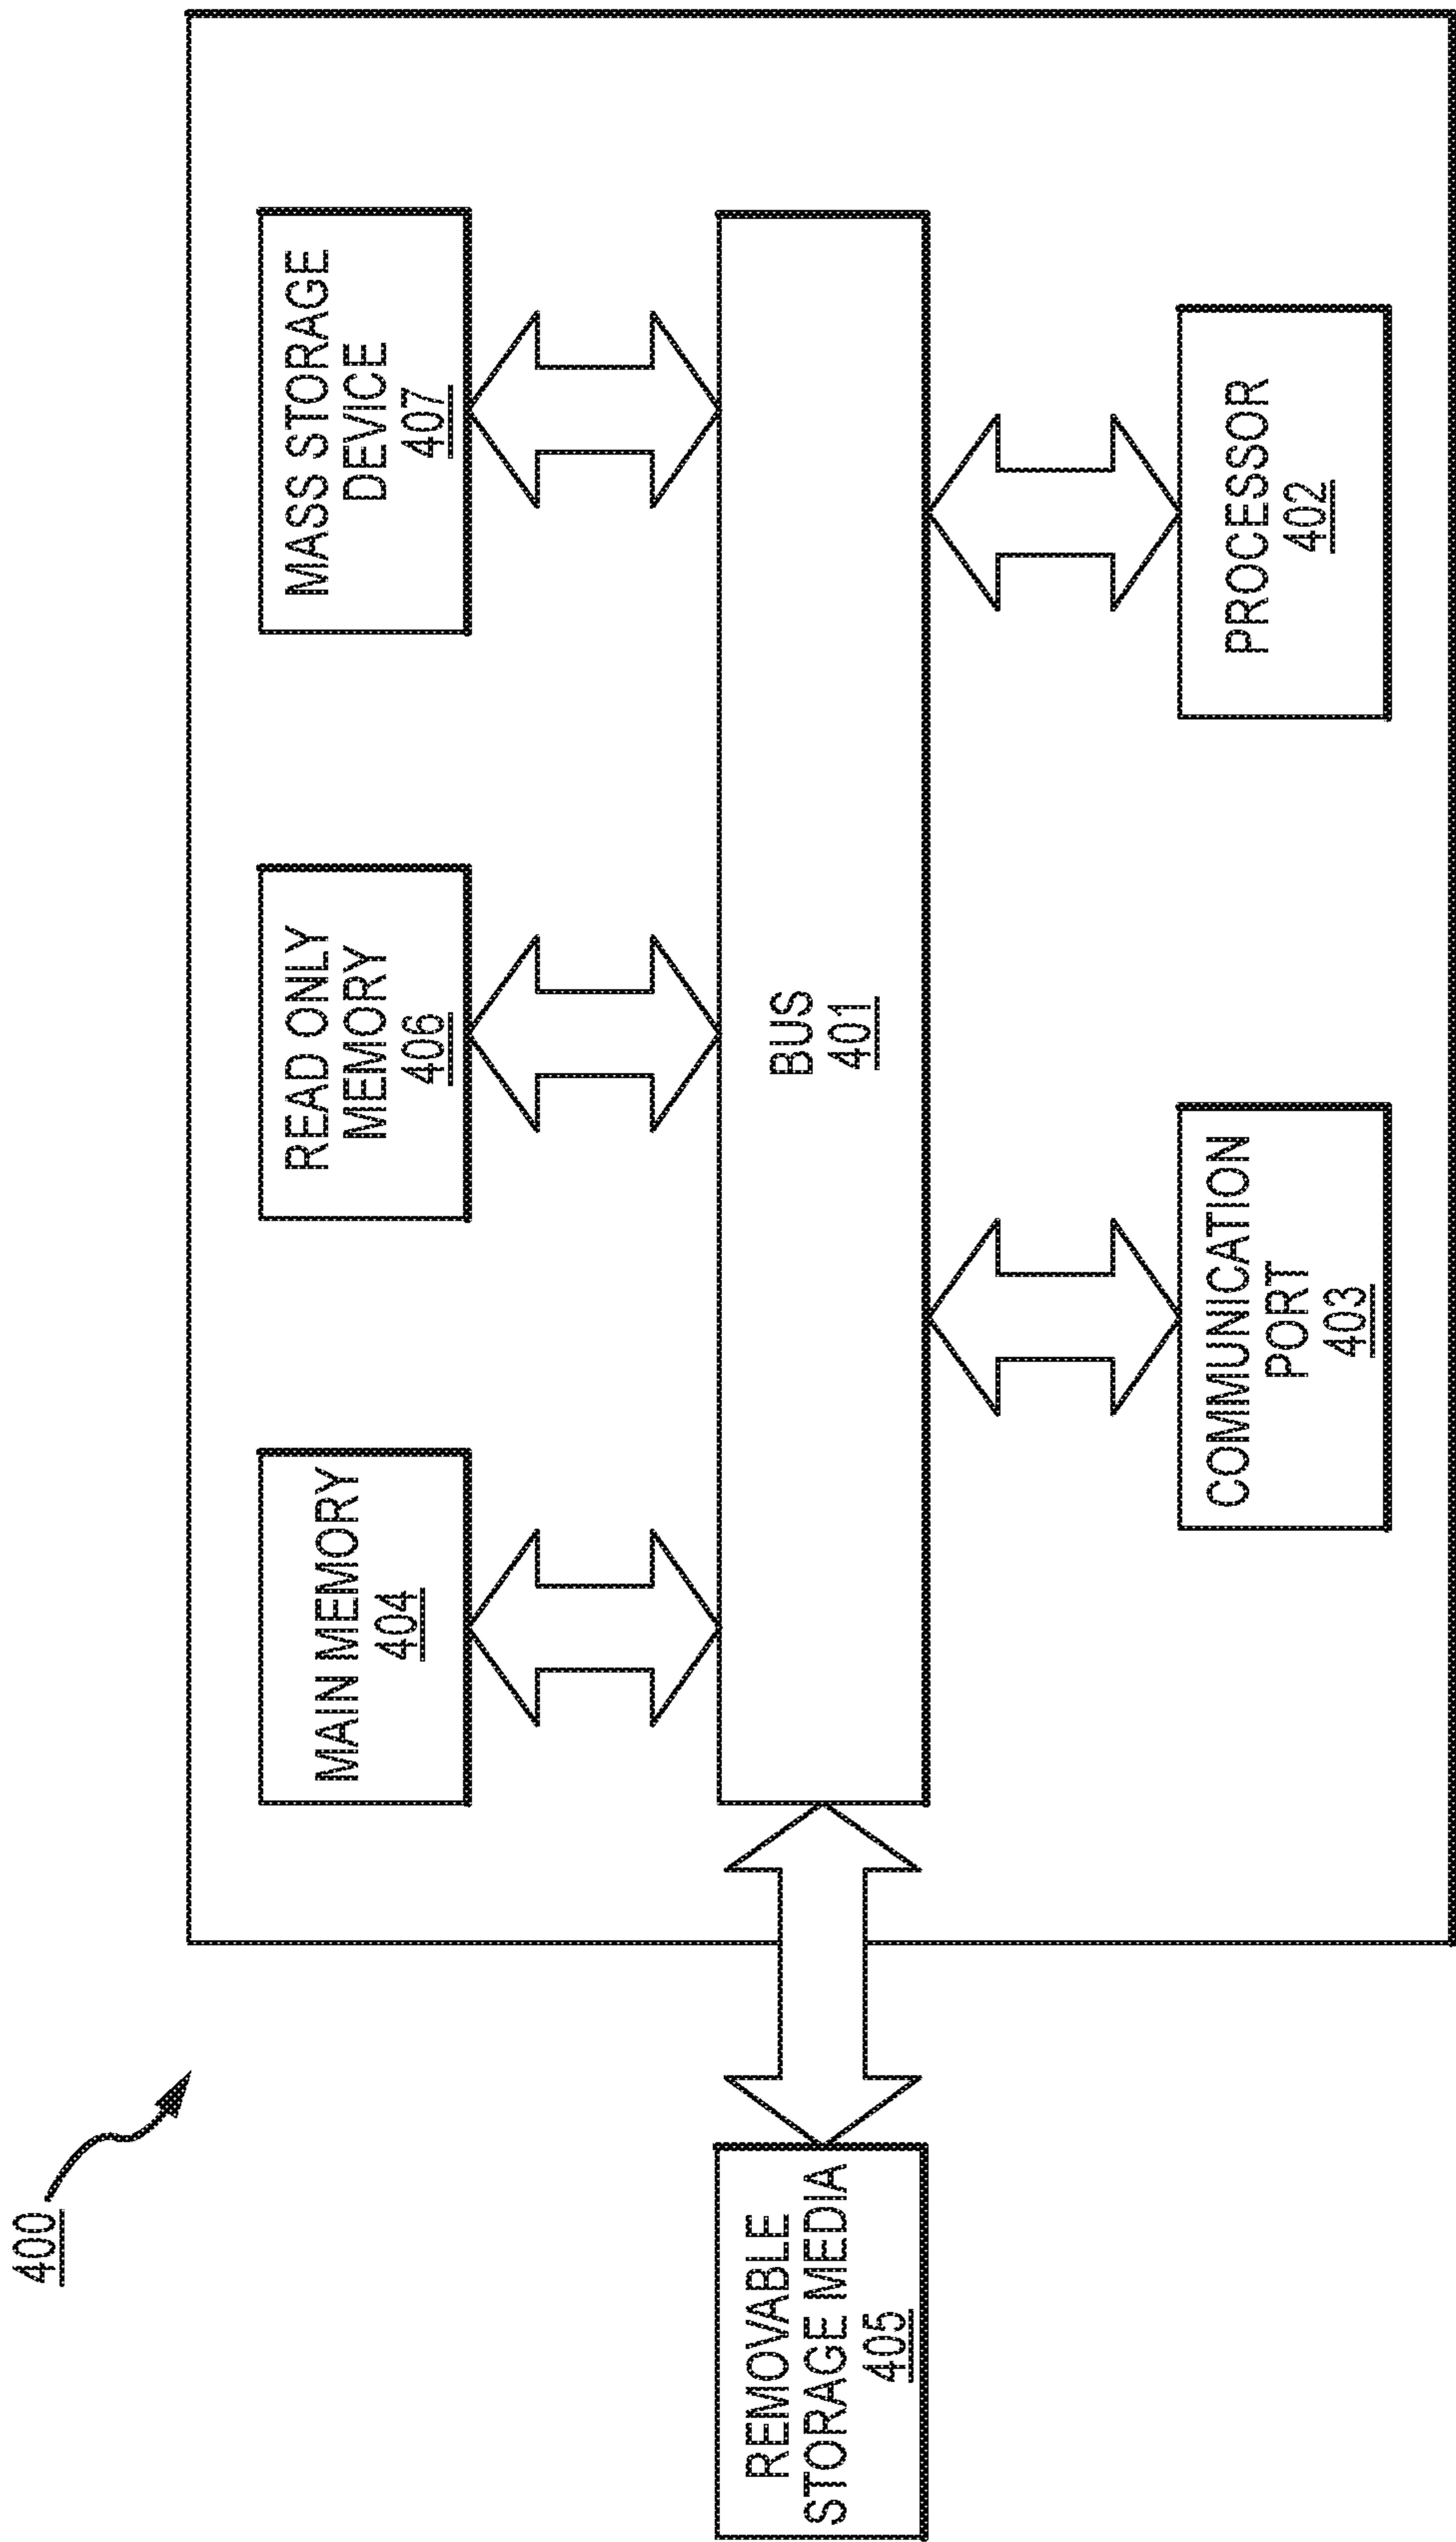 400
MAIN MEMORY
404
READ ONLY
MEMORY
406
MASS STORAGE
DEVICE
407
REMOVABLE
STORAGE MEDIA
405
BUS
401
COMMUNICATION
PORT
403
PROCESSOR
402